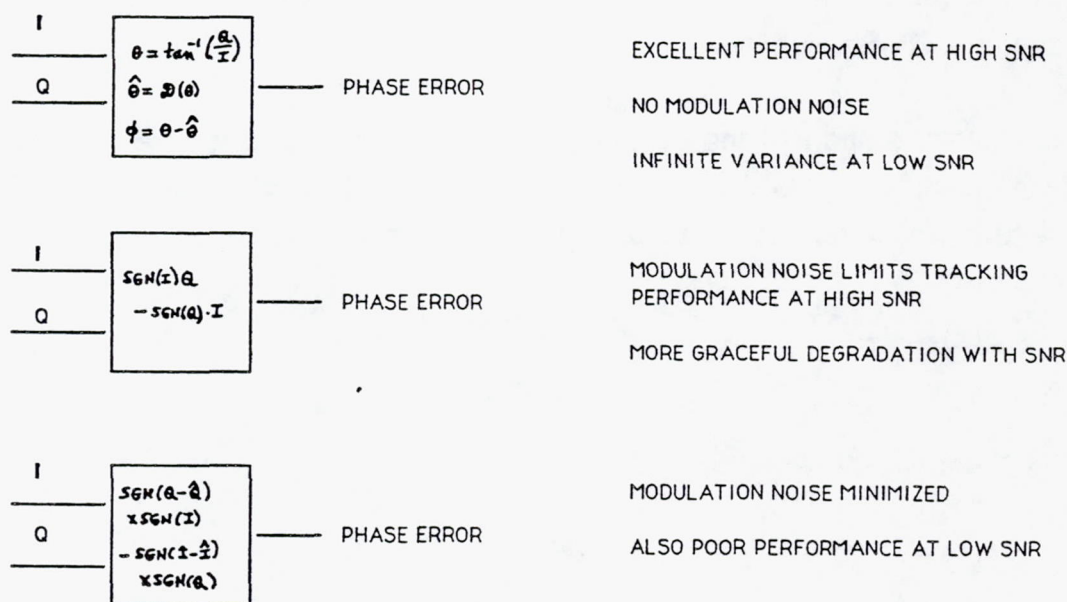 I
Q
θ = tan⁻¹(Q/I)
θ̂ = D(θ)
φ = θ - θ̂
PHASE ERROR
EXCELLENT PERFORMANCE AT HIGH SNR
NO MODULATION NOISE
INFINITE VARIANCE AT LOW SNR
I
Q
SGN(I)Q
- SGN(Q)·I
PHASE ERROR
MODULATION NOISE LIMITS TRACKING
PERFORMANCE AT HIGH SNR
MORE GRACEFUL DEGRADATION WITH SNR
I
Q
SGN(Q-Q̂)
xSGN(I)
- SGN(I-Î)
xSGN(Q)
PHASE ERROR
MODULATION NOISE MINIMIZED
ALSO POOR PERFORMANCE AT LOW SNR